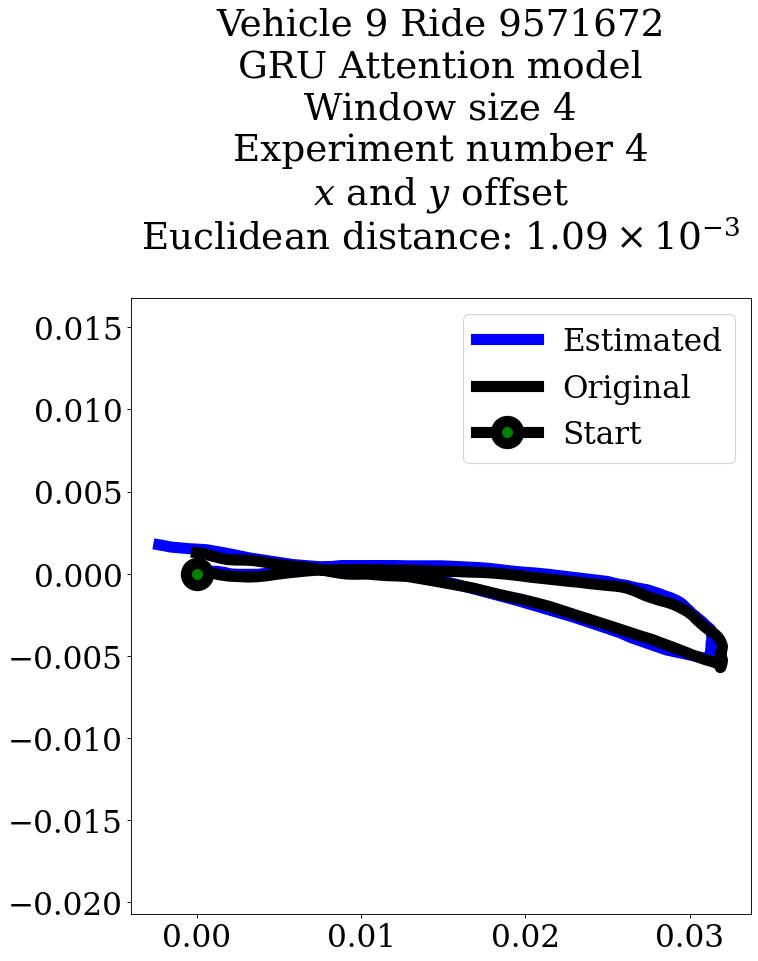 Vehicle 9 Ride 9571672
GRU Attention model
Window size 4
Experiment number 4
x and y offset
Euclidean distance: 1.09 × 10⁻³
Estimated
Original
Start
0.015
0.010
0.005
0.000
−0.005
−0.010
−0.015
−0.020
0.00 0.01 0.02 0.03